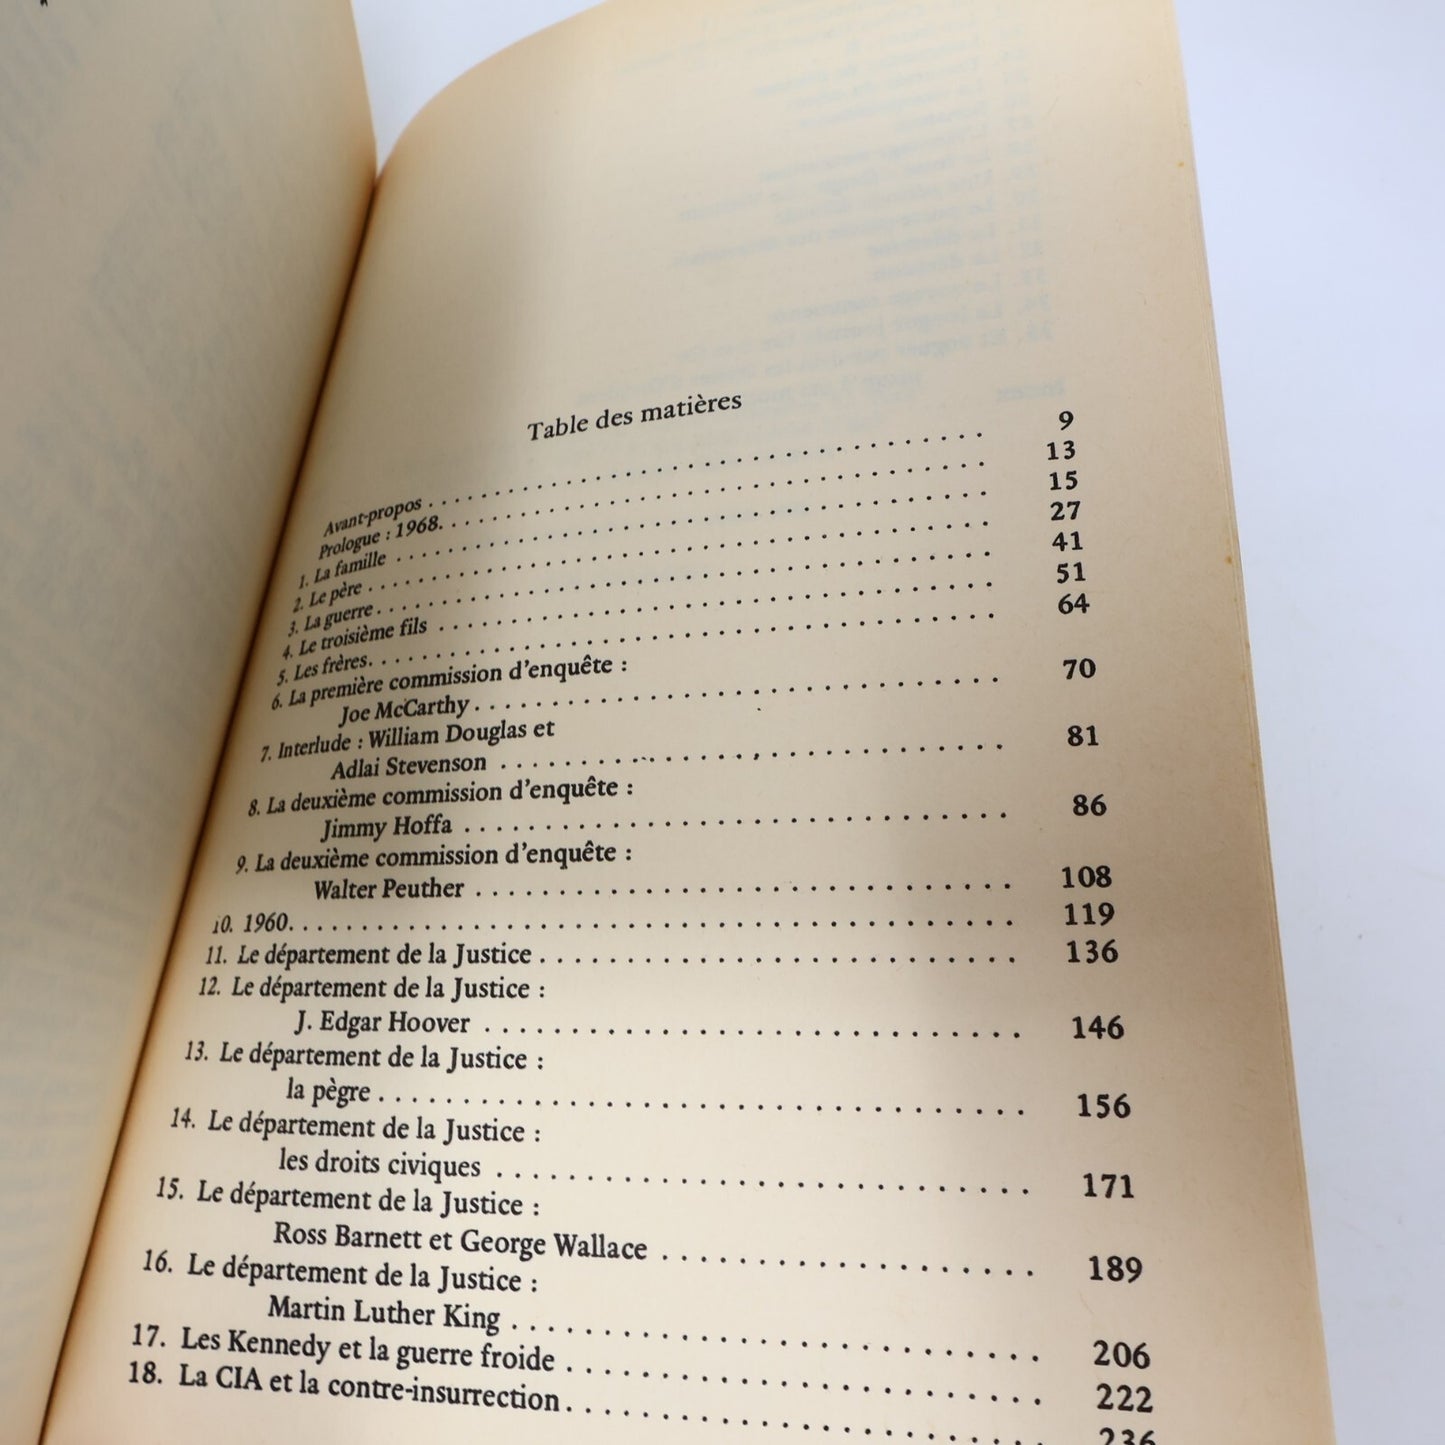 Table des matières
Avant-propos . . . . . . . . . . . . . . . . . . . . . . . . . . 9
Prologue : 1968. . . . . . . . . . . . . . . . . . . . . . . . . . 13
1. La famille . . . . . . . . . . . . . . . . . . . . . . . . . . 15
2. Le père . . . . . . . . . . . . . . . . . . . . . . . . . . 27
3. La guerre . . . . . . . . . . . . . . . . . . . . . . . . . . 41
4. Le troisième fils . . . . . . . . . . . . . . . . . . . . . . . . . . 51
5. Les frères. . . . . . . . . . . . . . . . . . . . . . . . . . 64
6. La première commission d'enquête :
Joe McCarthy . . . . . . . . . . . . . . . . . . . . . . . . . . 70
7. Interlude : William Douglas et
Adlai Stevenson . . . . . . . . . . . . . . . . . . . . . . . . . . 81
8. La deuxième commission d'enquête :
Jimmy Hoffa . . . . . . . . . . . . . . . . . . . . . . . . . . 86
9. La deuxième commission d'enquête :
Walter Peuther . . . . . . . . . . . . . . . . . . . . . . . . . . 108
10. 1960. . . . . . . . . . . . . . . . . . . . . . . . . . 119
11. Le département de la Justice . . . . . . . . . . . . . . . . . . . . . . . 136
12. Le département de la Justice :
J. Edgar Hoover . . . . . . . . . . . . . . . . . . . . . . . . . . 146
13. Le département de la Justice :
la pègre . . . . . . . . . . . . . . . . . . . . . . . . . . 156
14. Le département de la Justice :
les droits civiques . . . . . . . . . . . . . . . . . . . . . . . . . . 171
15. Le département de la Justice :
Ross Barnett et George Wallace . . . . . . . . . . . . . . . . . . 189
16. Le département de la Justice :
Martin Luther King . . . . . . . . . . . . . . . . . . . . . . . . . . 206
17. Les Kennedy et la guerre froide . . . . . . . . . . . . . . . . . . . . . . 222
18. La CIA et la contre-insurrection . . . . . . . . . . . . . . . . . . . . . . 236